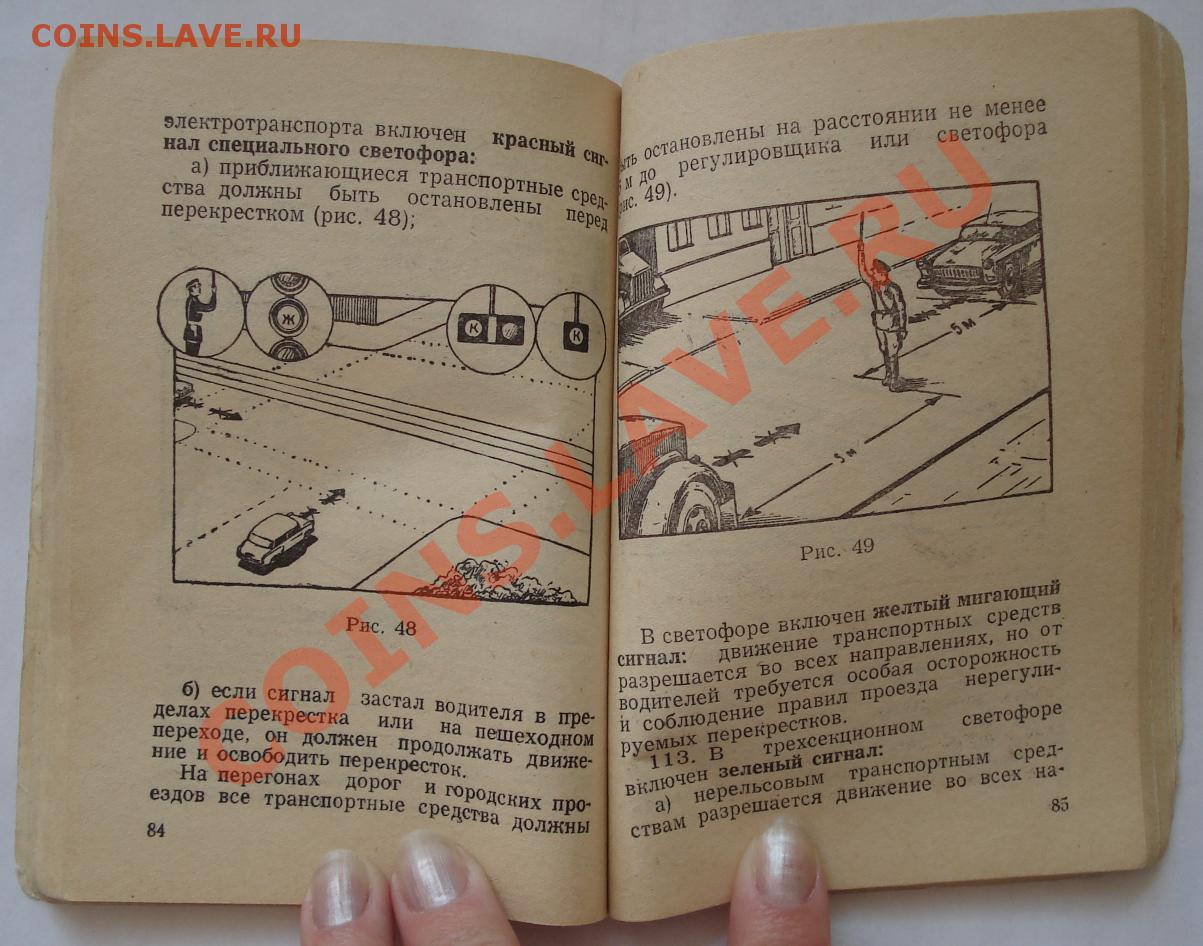 COINS.LAVE.RU
электротранспорта включен красный сиг-
нал специального светофора:
а) приближающиеся транспортные сред-
ства должны быть остановлены перед
перекрестком (рис. 48);
Ж
К
К
Рис. 48
б) если сигнал застал водителя в пре-
делах перекрестка или на пешеходном
переходе, он должен продолжать движе-
ние и освободить перекресток.
На перегонах дорог и городских про-
ездов все транспортные средства должны
84
быть остановлены на расстоянии не менее
5 м до регулировщика или светофора
(рис. 49).
5 м
5 м
Рис. 49
В светофоре включен желтый мигающий
сигнал: движение транспортных средств
разрешается во всех направлениях, но от
водителей требуется особая осторожность
и соблюдение правил проезда нерегули-
руемых перекрестков.
113. В трехсекционном светофоре
включен зеленый сигнал:
а) нерельсовым транспортным сред-
ствам разрешается движение во всех на-
85
COINS.LAVE.RU